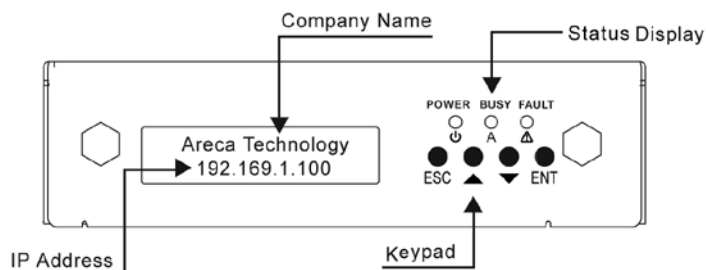 Company Name
Status Display
POWER BUSY FAULT
A
Areca Technology
192.169.1.100
ESC ENT
IP Address
Keypad